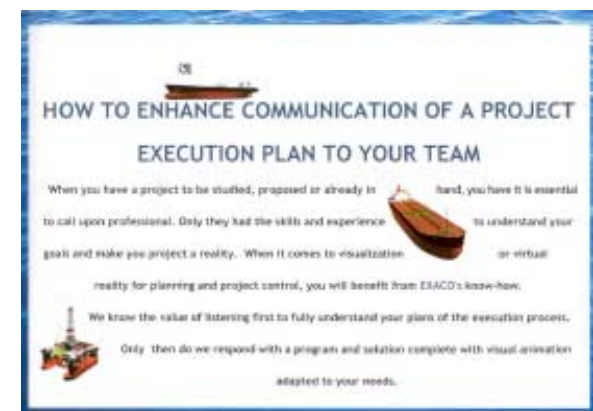 HOW TO ENHANCE COMMUNICATION OF A PROJECT
EXECUTION PLAN TO YOUR TEAM
When you have a project to be studied, proposed or already in hand, you have it is essential
to call upon professional. Only they had the skills and experience to understand your
goals and make you project a reality. When it comes to visualization or virtual
reality for planning and project control, you will benefit from EXACO's know-how.
We know the value of listening first to fully understand your plans of the execution process.
Only then do we respond with a program and solution complete with visual animation
adapted to your needs.